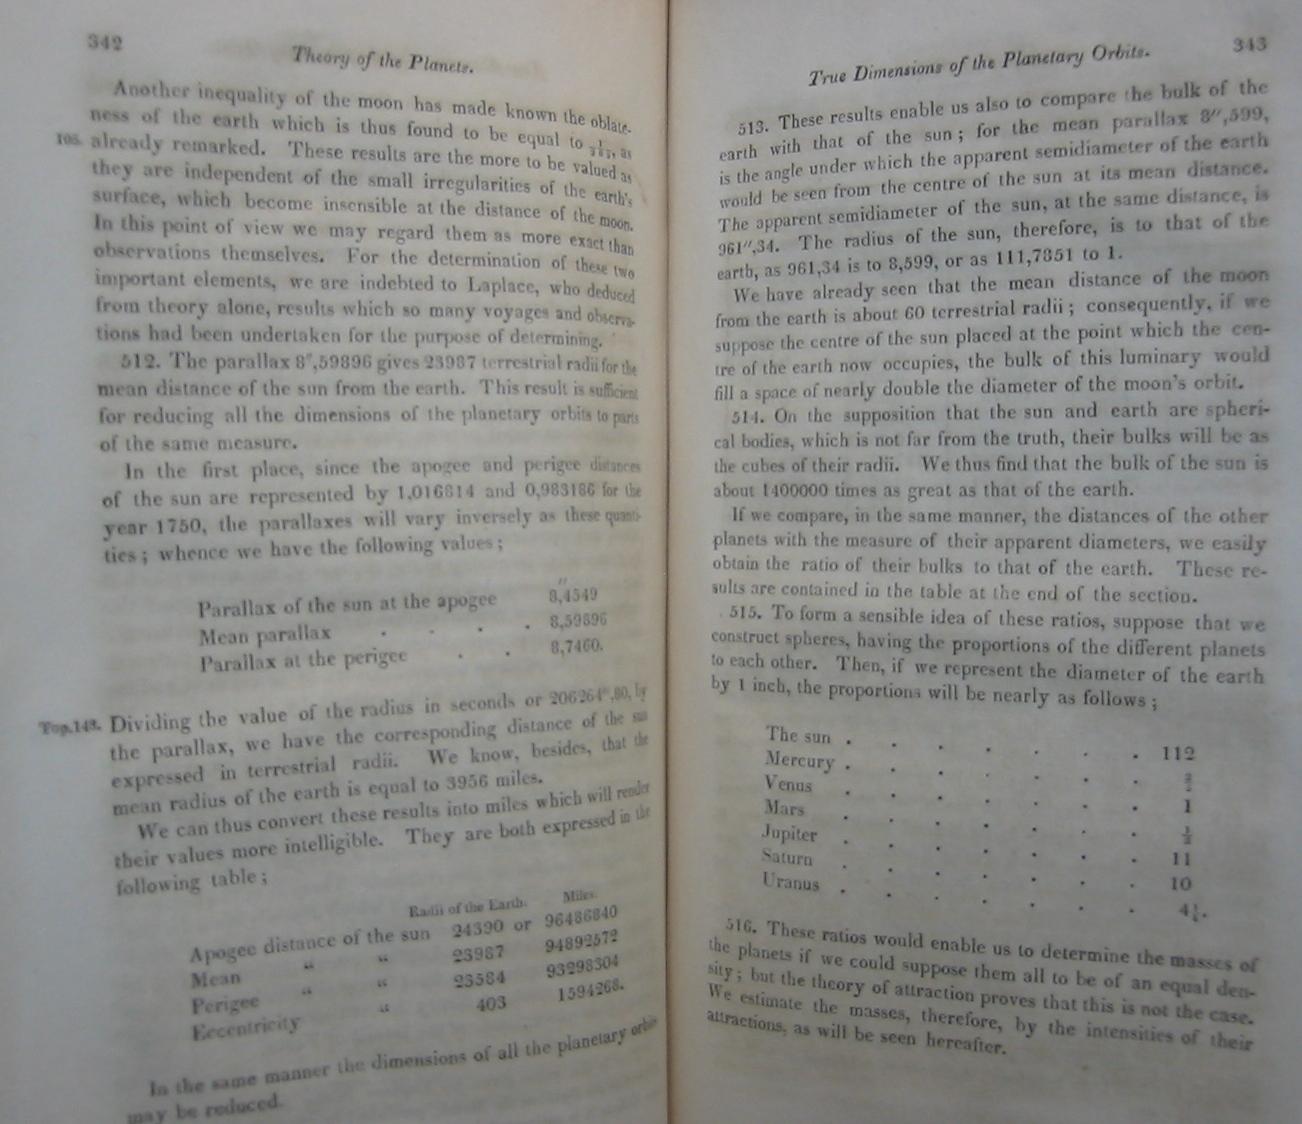 342
Theory of the Planets.
Another inequality of the moon has made known the oblate-
ness of the earth which is thus found to be equal to as
105. already remarked. These results are the more to be valued as
they are independent of the small irregularities of the earth's
surface, which become insensible at the distance of the moon.
In this point of view we may regard them as more exact than
observations themselves. For the determination of these two
important elements, we are indebted to Laplace, who deduced
from theory alone, results which so many voyages and observa-
tions had been undertaken for the purpose of determining.
512. The parallax 8",59896 gives 23987 terrestrial radii for the
mean distance of the sun from the earth. This result is sufficient
for reducing all the dimensions of the planetary orbits to parts
of the same measure.
In the first place, since the apogee and perigee distances
of the sun are represented by 1,016814 and 0,983186 for the
year 1750, the parallaxes will vary inversely as these quanti-
ties; whence we have the following values;
"
Parallax of the sun at the apogee 8,4549
Mean parallax . . . . 8,59896
Parallax at the perigee . . 8,7460.
Top.143. Dividing the value of the radius in seconds or 206264",80, by
the parallax, we have the corresponding distance of the sun
expressed in terrestrial radii. We know, besides, that the
mean radius of the earth is equal to 3956 miles.
We can thus convert these results into miles which will render
their values more intelligible. They are both expressed in the
following table;
Radii of the Earth. Miles.
Apogee distance of the sun 24390 or 96486840
Mean " " 23987 94892572
Perigee " " 23584 93298304
Eccentricity " 403 1594268.
In the same manner the dimensions of all the planetary orbits
may be reduced.
True Dimensions of the Planetary Orbits. 343
513. These results enable us also to compare the bulk of the
earth with that of the sun; for the mean parallax 8",599,
is the angle under which the apparent semidiameter of the earth
would be seen from the centre of the sun at its mean distance.
The apparent semidiameter of the sun, at the same distance, is
961",34. The radius of the sun, therefore, is to that of the
earth, as 961,34 is to 8,599, or as 111,7851 to 1.
We have already seen that the mean distance of the moon
from the earth is about 60 terrestrial radii; consequently, if we
suppose the centre of the sun placed at the point which the cen-
tre of the earth now occupies, the bulk of this luminary would
fill a space of nearly double the diameter of the moon's orbit.
514. On the supposition that the sun and earth are spheri-
cal bodies, which is not far from the truth, their bulks will be as
the cubes of their radii. We thus find that the bulk of the sun is
about 1400000 times as great as that of the earth.
If we compare, in the same manner, the distances of the other
planets with the measure of their apparent diameters, we easily
obtain the ratio of their bulks to that of the earth. These re-
sults are contained in the table at the end of the section.
515. To form a sensible idea of these ratios, suppose that we
construct spheres, having the proportions of the different planets
to each other. Then, if we represent the diameter of the earth
by 1 inch, the proportions will be nearly as follows;
The sun . . . . . . . 112
Mercury . . . . . . .
Venus . . . . . . . 1
Mars . . . . . . . ½
Jupiter . . . . . . . 11
Saturn . . . . . . . 10
Uranus . . . . . . . 4¼.
516. These ratios would enable us to determine the masses of
the planets if we could suppose them all to be of an equal den-
sity; but the theory of attraction proves that this is not the case.
We estimate the masses, therefore, by the intensities of their
attractions, as will be seen hereafter.